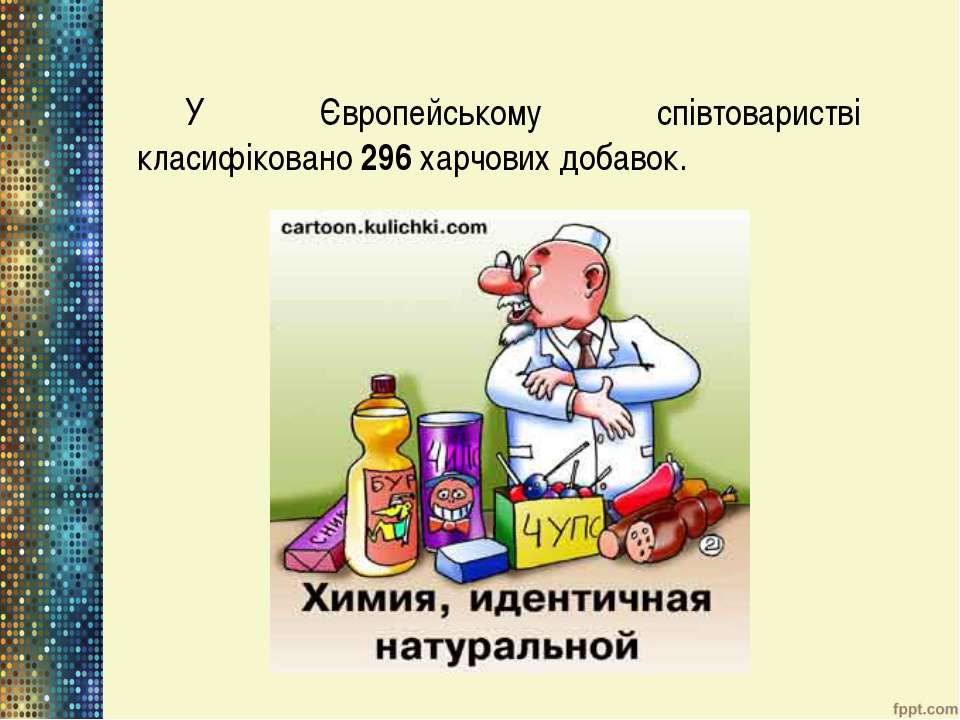 У Європейському співтоваристві
класифіковано 296 харчових добавок.
cartoon.kulichki.com
ЧИПС
БУР
СНИК
ЧУПС
Химия, идентичная
натуральной
fppt.com